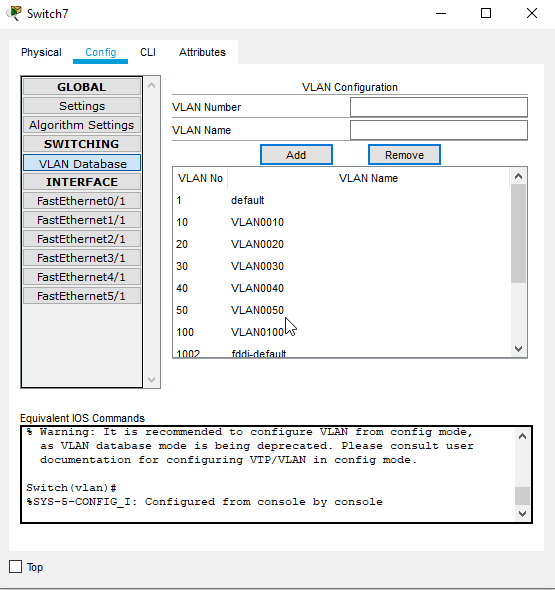 Switch7
Physical Config CLI Attributes
GLOBAL
Settings
Algorithm Settings
SWITCHING
VLAN Database
INTERFACE
FastEthernet0/1
FastEthernet1/1
FastEthernet2/1
FastEthernet3/1
FastEthernet4/1
FastEthernet5/1
VLAN Configuration
VLAN Number
VLAN Name
Add Remove
VLAN No VLAN Name
1 default
10 VLAN0010
20 VLAN0020
30 VLAN0030
40 VLAN0040
50 VLAN0050
100 VLAN0100
1002 fddi-default
Equivalent IOS Commands
% Warning: It is recommended to configure VLAN from config mode,
as VLAN database mode is being deprecated. Please consult user
documentation for configuring VTP/VLAN in config mode.
Switch(vlan)#
%SYS-5-CONFIG_I: Configured from console by console
Top